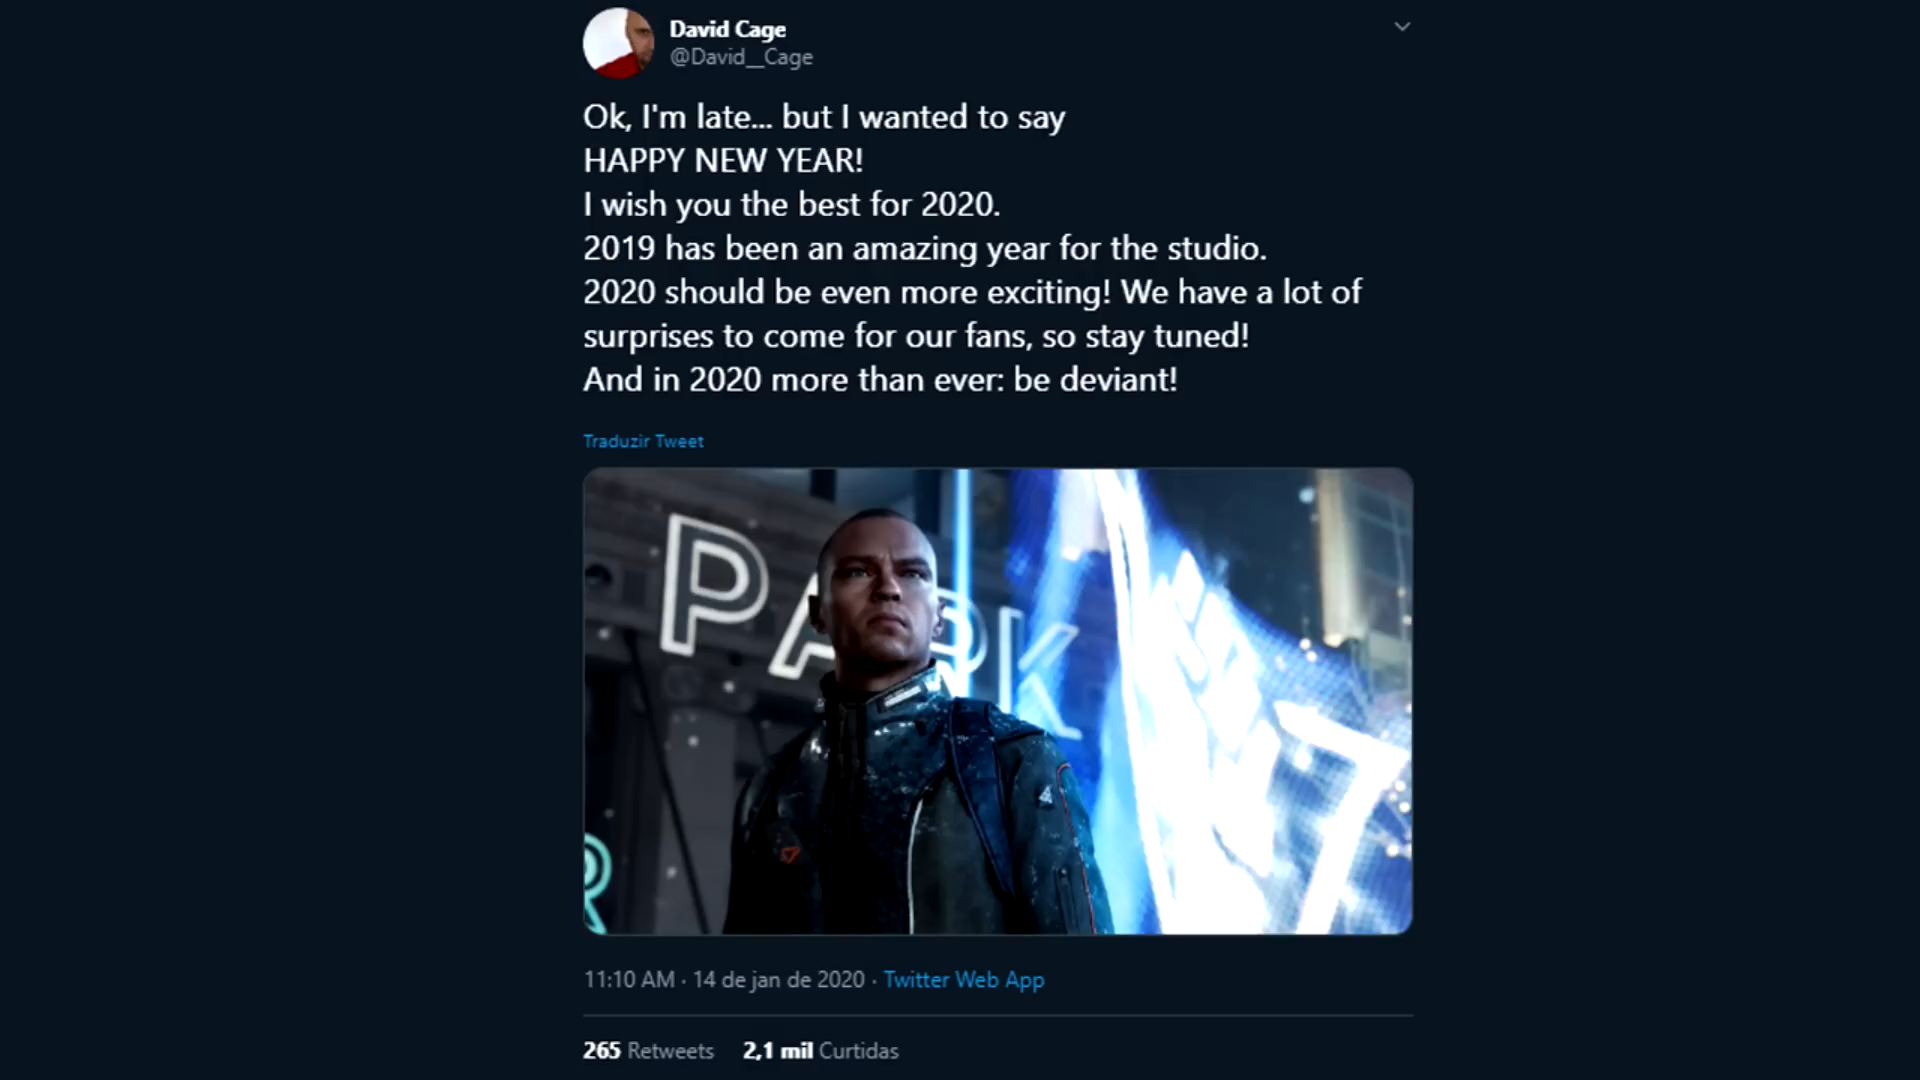 David Cage
@David__Cage
Ok, I'm late... but I wanted to say
HAPPY NEW YEAR!
I wish you the best for 2020.
2019 has been an amazing year for the studio.
2020 should be even more exciting! We have a lot of
surprises to come for our fans, so stay tuned!
And in 2020 more than ever: be deviant!
Traduzir Tweet
PARK
R
11:10 AM · 14 de jan de 2020 · Twitter Web App
265 Retweets 2,1 mil Curtidas